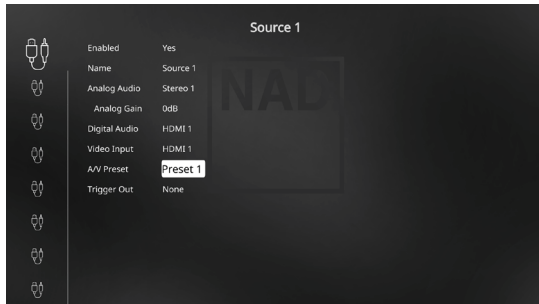 Source 1
Enabled Yes
Name Source 1
Analog Audio Stereo 1
Analog Gain 0dB
Digital Audio HDMI 1
Video Input HDMI 1
A/V Preset Preset 1
Trigger Out None
NAD